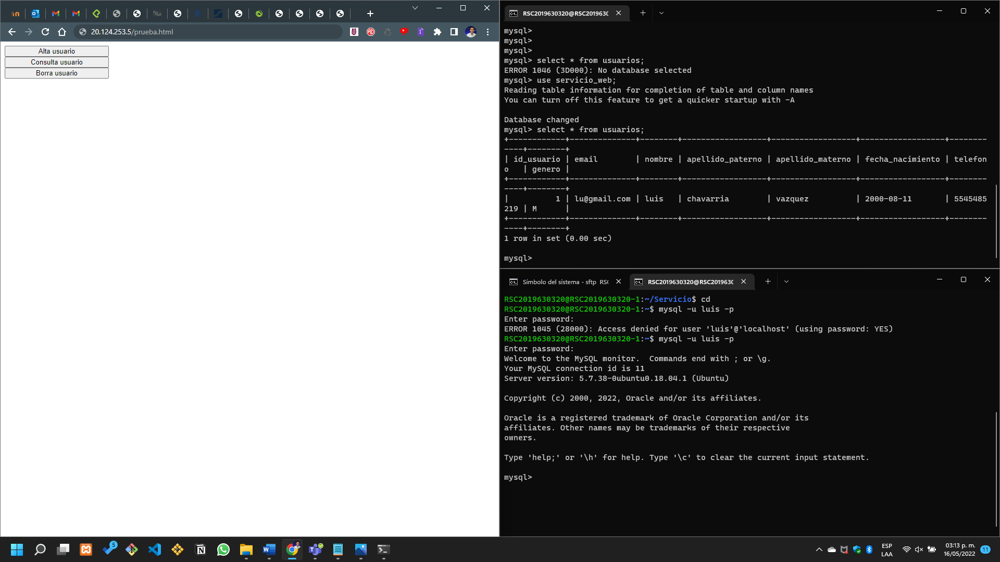 20.124.253.5/prueba.html
Alta usuario
Consulta usuario
Borra usuario
RSC2019630320@RSC2019630
mysql>
mysql>
mysql>
mysql> select * from usuarios;
ERROR 1046 (3D000): No database selected
mysql> use servicio_web;
Reading table information for completion of table and column names
You can turn off this feature to get a quicker startup with -A
Database changed
mysql> select * from usuarios;
+------------+--------------+--------+------------------+------------------+-----------------+--------
----+--------+
| id_usuario | email        | nombre | apellido_paterno | apellido_materno | fecha_nacimiento | telefon
o   | genero |
+------------+--------------+--------+------------------+------------------+------------------+--------
----+--------+
|          1 | lu@gmail.com | luis   | chavarria        | vazquez          | 2000-08-11       | 5545485
219 | M      |
+------------+--------------+--------+------------------+------------------+------------------+--------
----+--------+
1 row in set (0.00 sec)
mysql>
Símbolo del sistema - sftp RSC
RSC2019630320@RSC2019630
RSC2019630320@RSC2019630320-1:~/Servicio$ cd
RSC2019630320@RSC2019630320-1:~$ mysql -u luis -p
Enter password:
ERROR 1045 (28000): Access denied for user 'luis'@'localhost' (using password: YES)
RSC2019630320@RSC2019630320-1:~$ mysql -u luis -p
Enter password:
Welcome to the MySQL monitor.  Commands end with ; or \g.
Your MySQL connection id is 11
Server version: 5.7.38-0ubuntu0.18.04.1 (Ubuntu)
Copyright (c) 2000, 2022, Oracle and/or its affiliates.
Oracle is a registered trademark of Oracle Corporation and/or its
affiliates. Other names may be trademarks of their respective
owners.
Type 'help;' or '\h' for help. Type '\c' to clear the current input statement.
mysql>
5
ESP
LAA
03:13 p. m.
16/05/2022
11